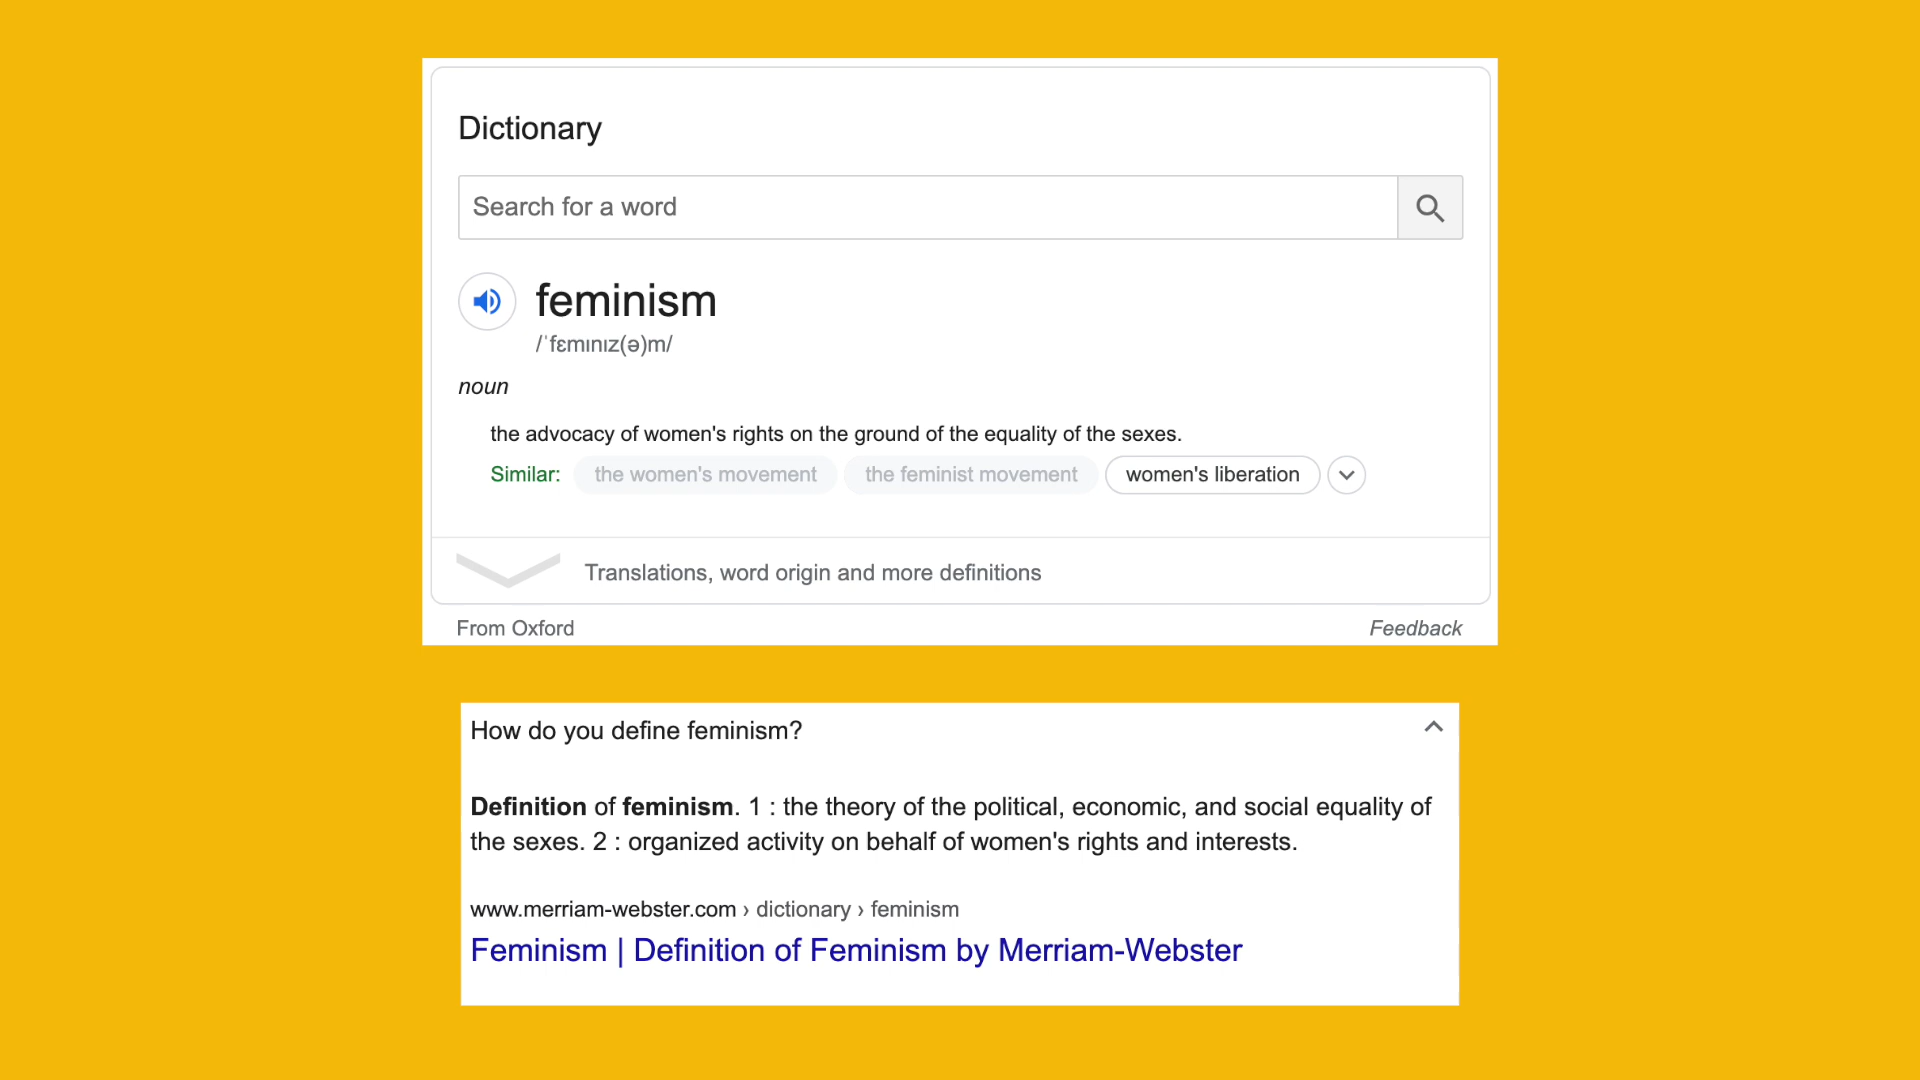 Dictionary
Search for a word
feminism
/ˈfɛmɪnɪz(ə)m/
noun
the advocacy of women's rights on the ground of the equality of the sexes.
Similar: the women's movement the feminist movement women's liberation
Translations, word origin and more definitions
From Oxford Feedback
How do you define feminism?
Definition of feminism. 1 : the theory of the political, economic, and social equality of
the sexes. 2 : organized activity on behalf of women's rights and interests.
www.merriam-webster.com › dictionary › feminism
Feminism | Definition of Feminism by Merriam-Webster